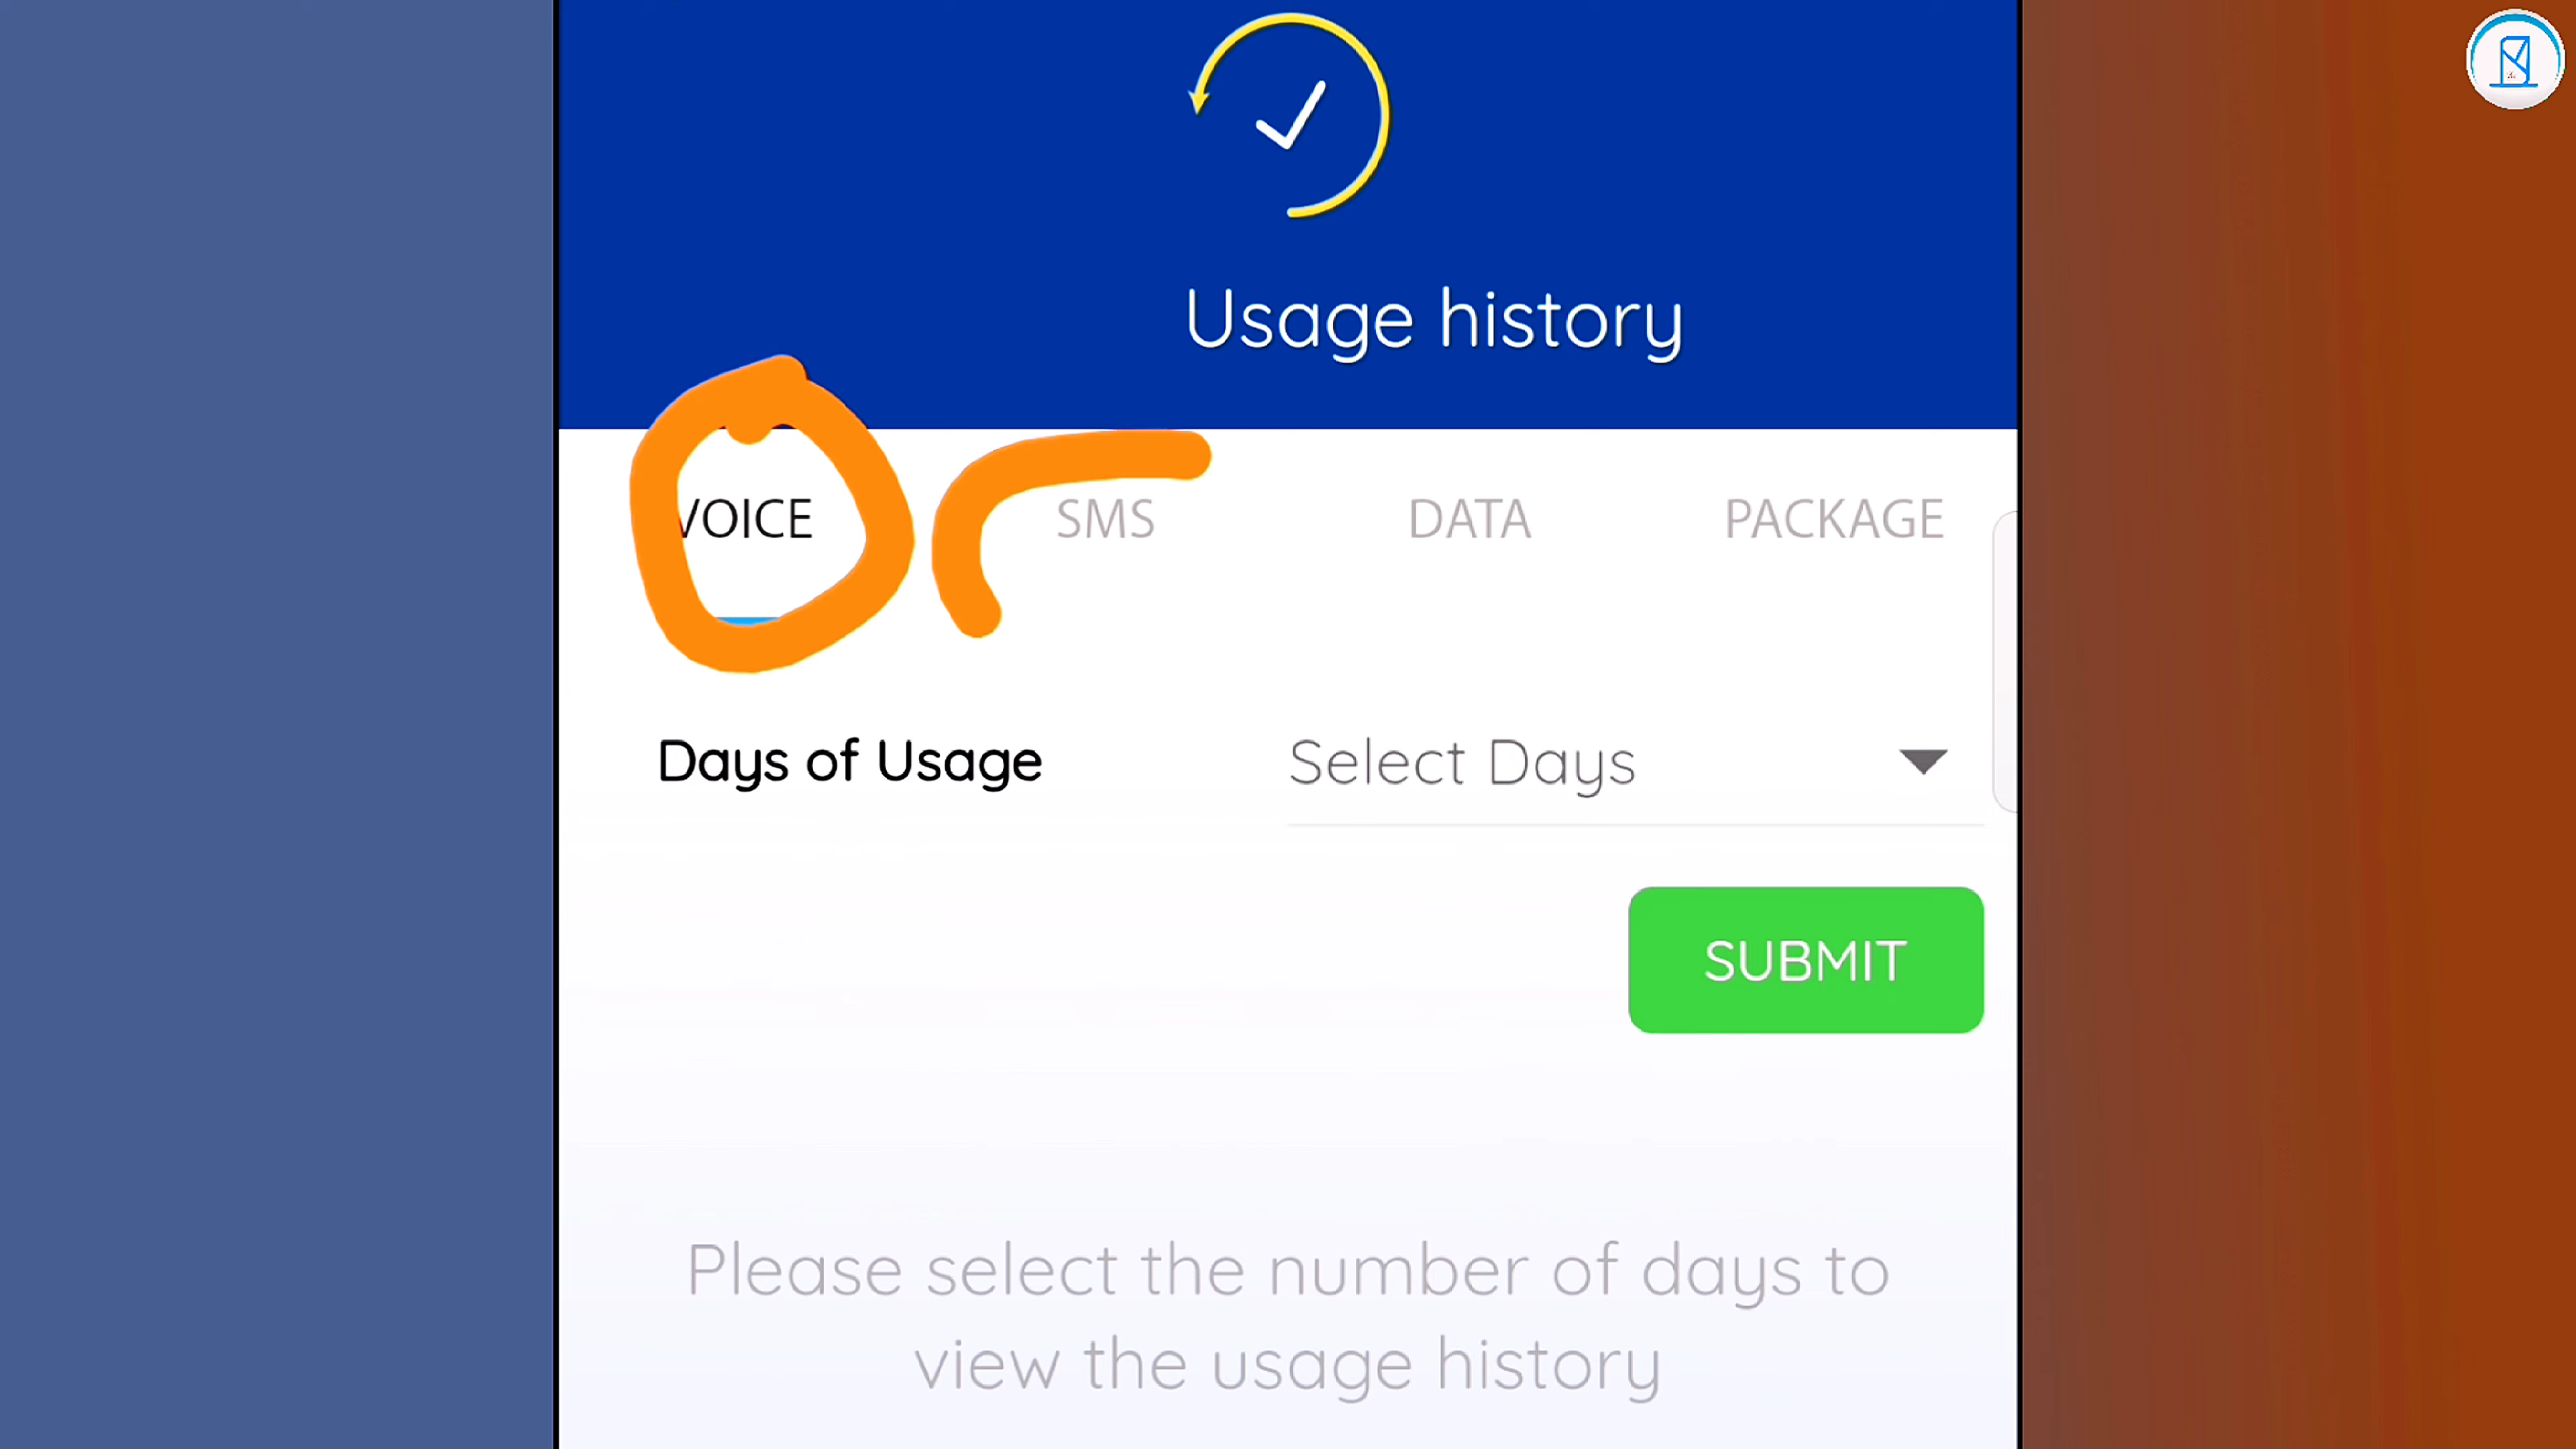 Usage history
VOICE SMS DATA PACKAGE
Days of Usage Select Days
SUBMIT
Please select the number of days to
view the usage history